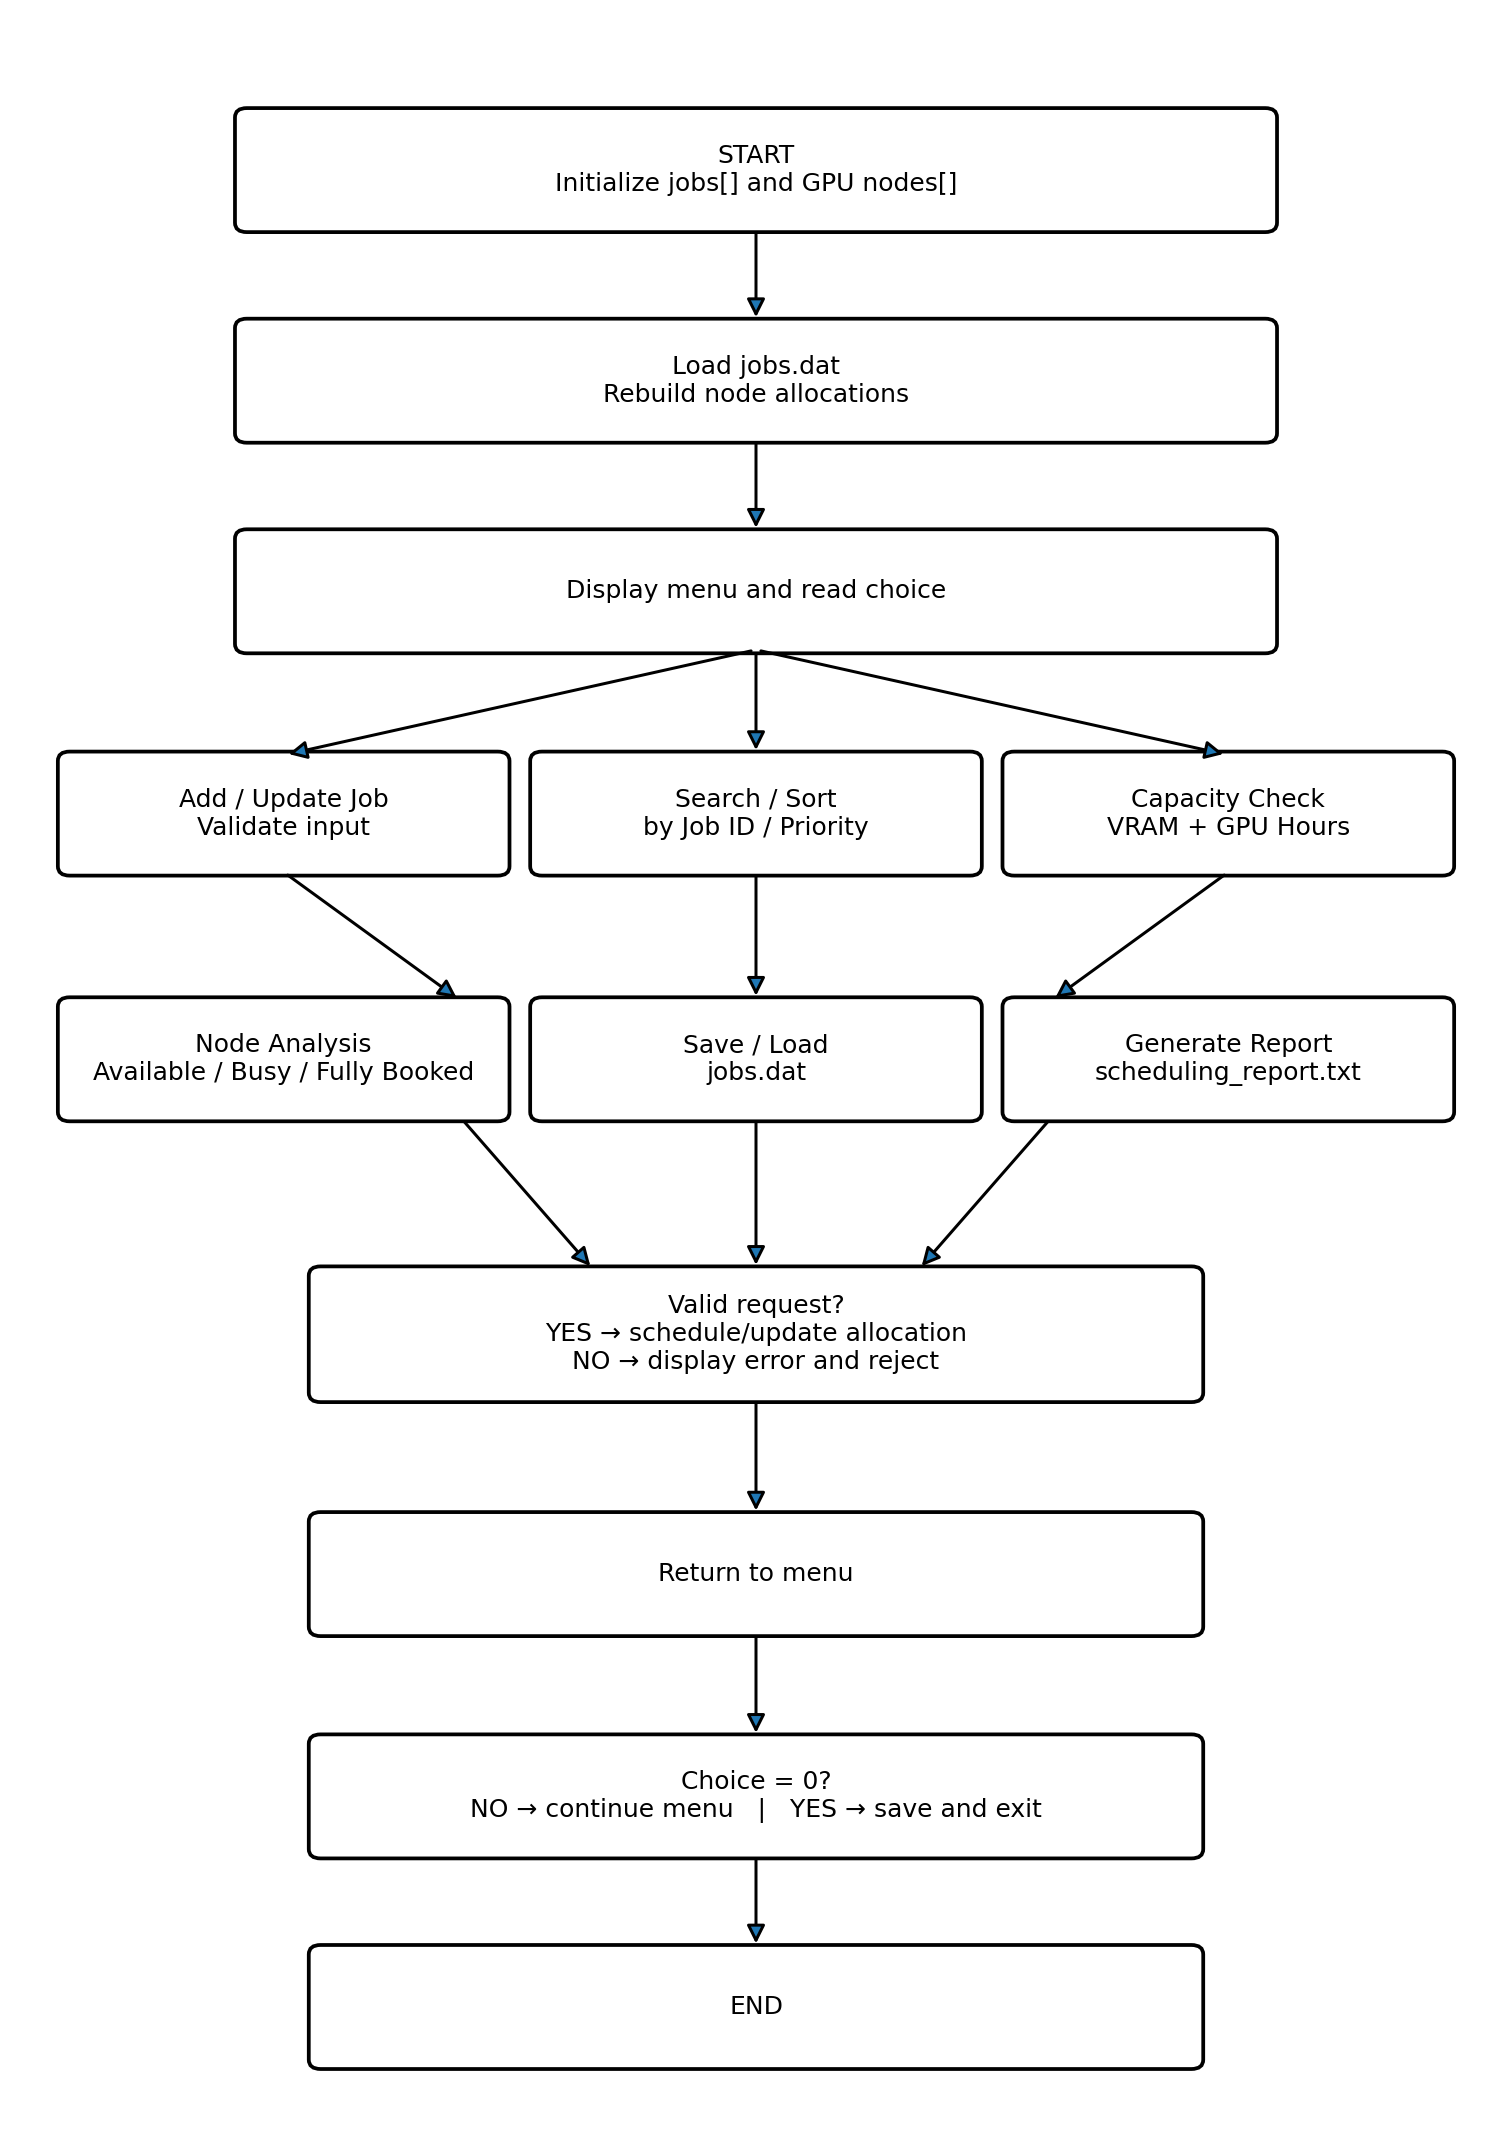 START
Initialize jobs[] and GPU nodes[]
Load jobs.dat
Rebuild node allocations
Display menu and read choice
Add / Update Job
Validate input
Search / Sort
by Job ID / Priority
Capacity Check
VRAM + GPU Hours
Node Analysis
Available / Busy / Fully Booked
Save / Load
jobs.dat
Generate Report
scheduling_report.txt
Valid request?
YES → schedule/update allocation
NO → display error and reject
Return to menu
Choice = 0?
NO → continue menu   |   YES → save and exit
END